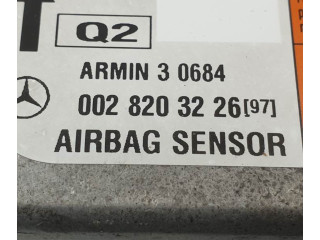 T Q2
ARMIN 3 0684
002 820 32 26 [97]
AIRBAG SENSOR